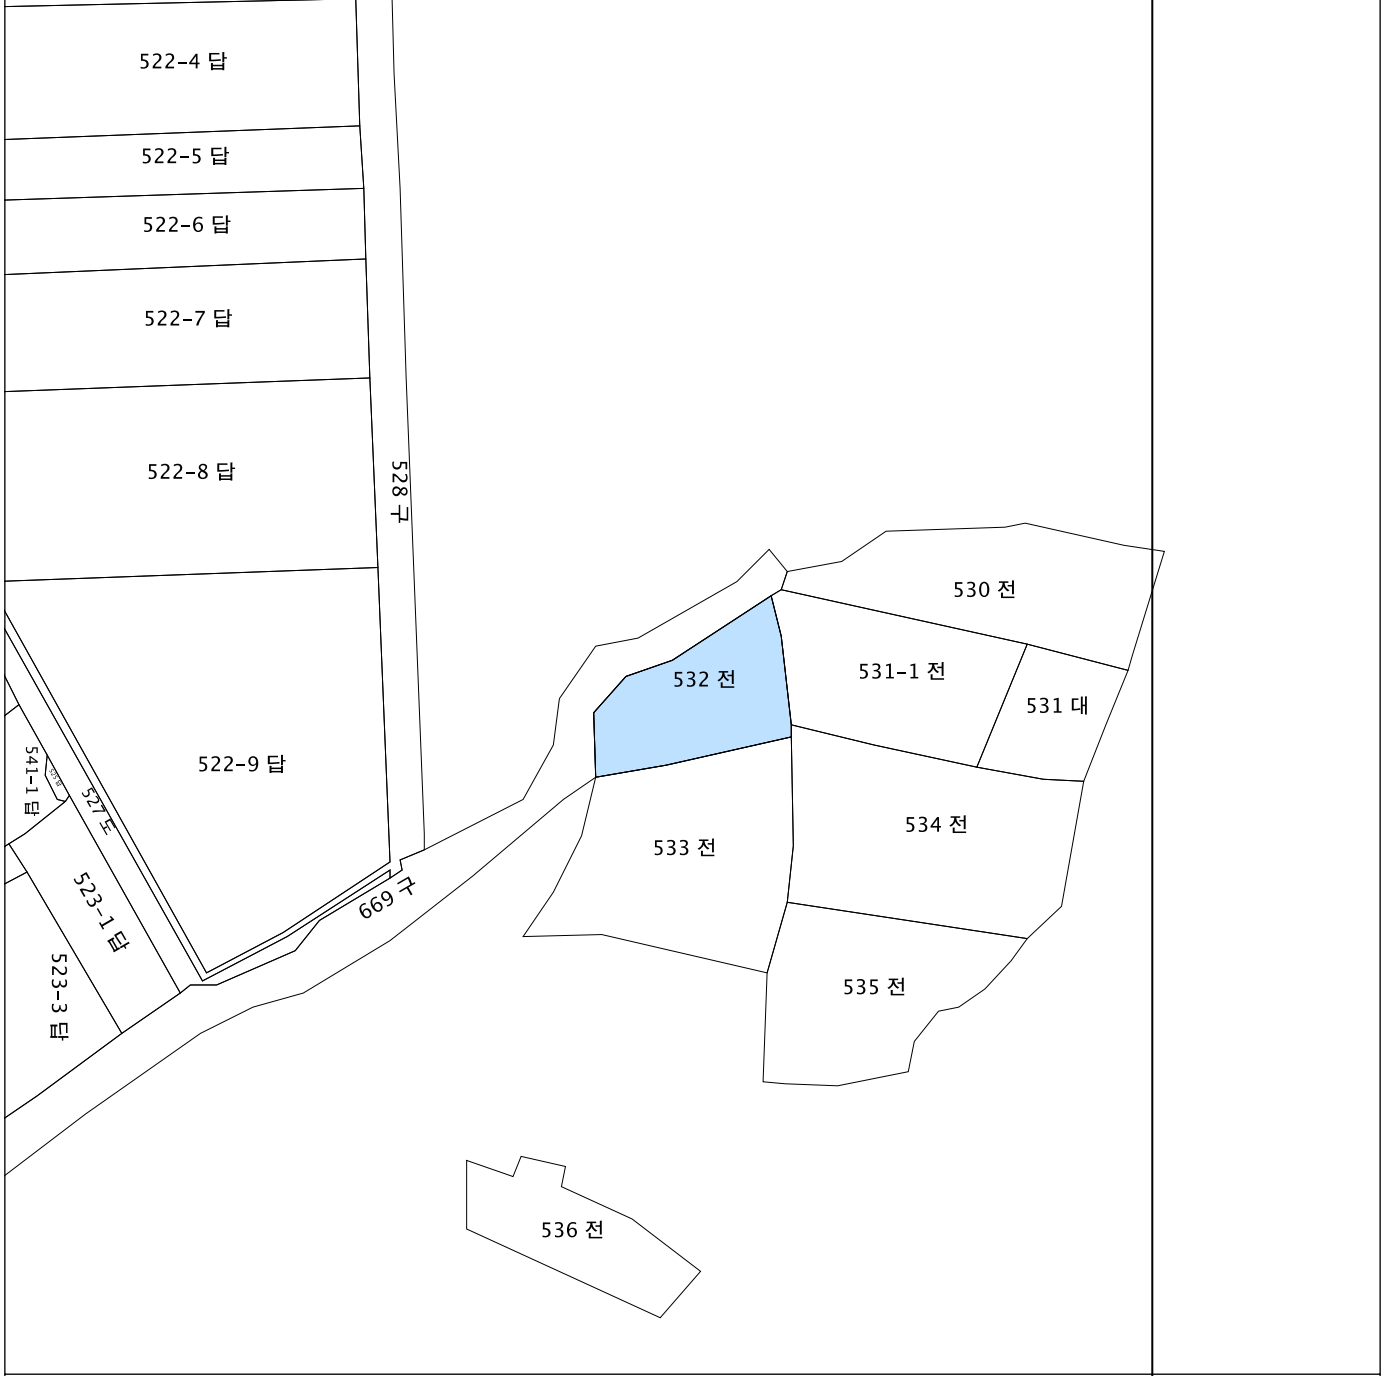 522-4 답
522-5 답
522-6 답
522-7 답
522-8 답
528 구
530 전
531-1 전
532 전
531 대
522-9 답
541-1 답
527 도
534 전
533 전
669 구
523-1 답
523-3 답
535 전
536 전